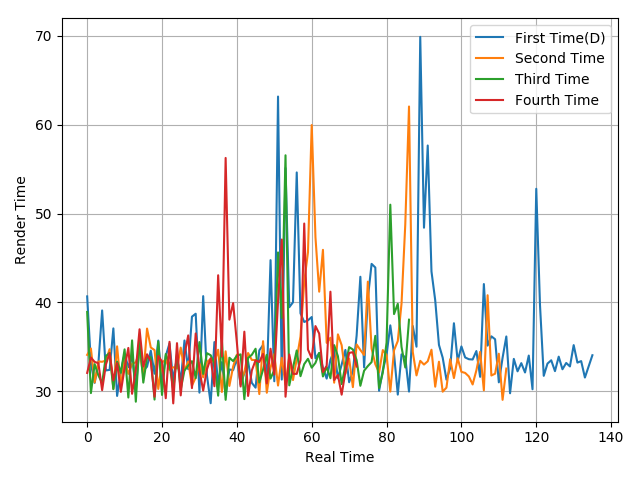 70
60
50
40
30
Render Time
First Time(D)
Second Time
Third Time
Fourth Time
0
20
40
60
80
100
120
140
Real Time